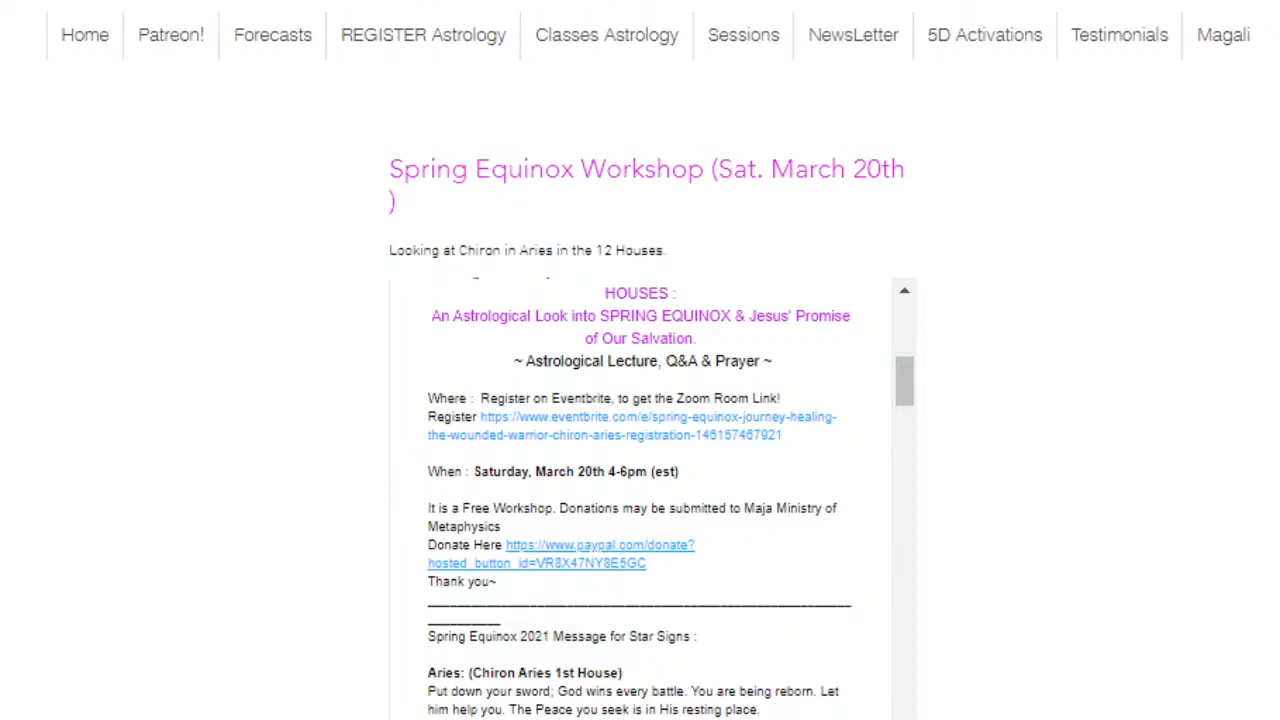 Home Patreon! Forecasts REGISTER Astrology Classes Astrology Sessions NewsLetter 5D Activations Testimonials Magali
Spring Equinox Workshop (Sat. March 20th
)
Looking at Chiron in Aries in the 12 Houses.
HOUSES :
An Astrological Look into SPRING EQUINOX & Jesus' Promise
of Our Salvation.
~ Astrological Lecture, Q&A & Prayer ~
Where : Register on Eventbrite, to get the Zoom Room Link!
Register https://www.eventbrite.com/e/spring-equinox-journey-healing-
the-wounded-warrior-chiron-aries-registration-146157467921
When : Saturday, March 20th 4-6pm (est)
It is a Free Workshop. Donations may be submitted to Maja Ministry of
Metaphysics
Donate Here https://www.paypal.com/donate?
hosted_button_id=VR8X47NY8E5GC
Thank you~
Spring Equinox 2021 Message for Star Signs :
Aries: (Chiron Aries 1st House)
Put down your sword; God wins every battle. You are being reborn. Let
him help you. The Peace you seek is in His resting place.